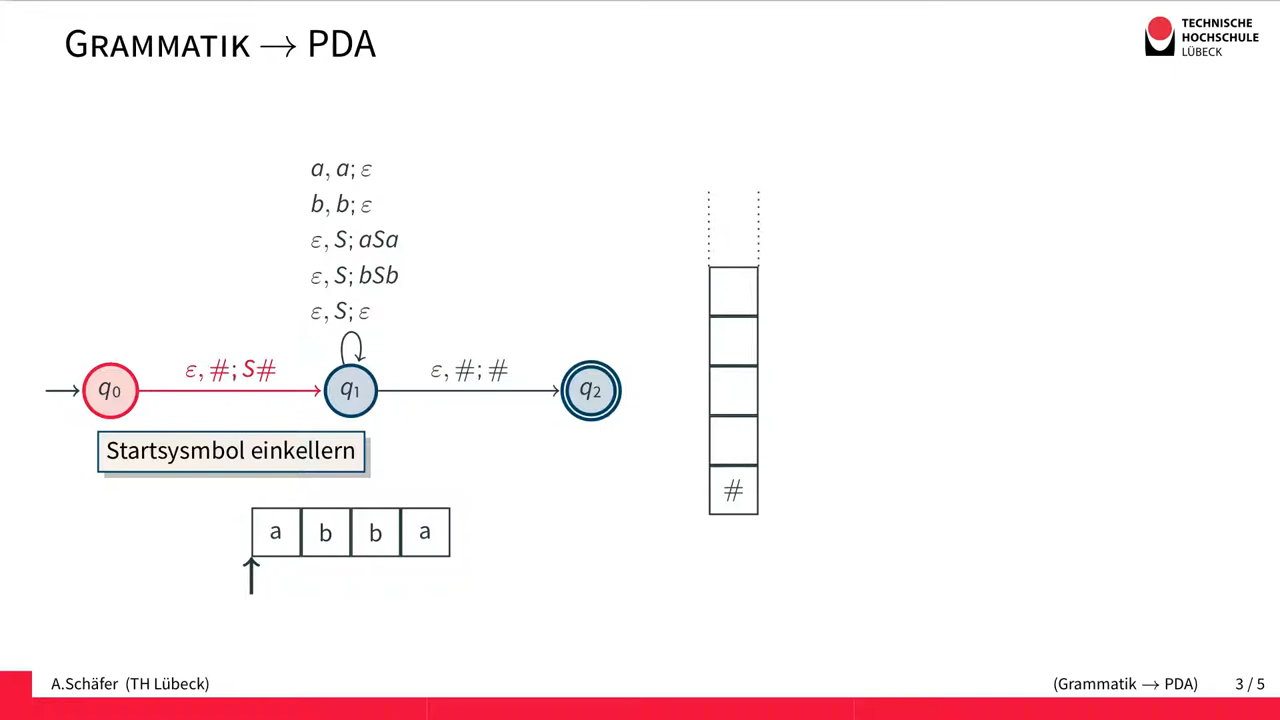 GRAMMATIK → PDA
TECHNISCHE
HOCHSCHULE
LÜBECK
a, a; ε
b, b; ε
ε, S; aSa
ε, S; bSb
ε, S; ε
ε, #; S#
ε, #; #
q0
q1
q2
Startsysmbol einkellern
#
a b b a
A.Schäfer (TH Lübeck)
(Grammatik → PDA)
3 / 5